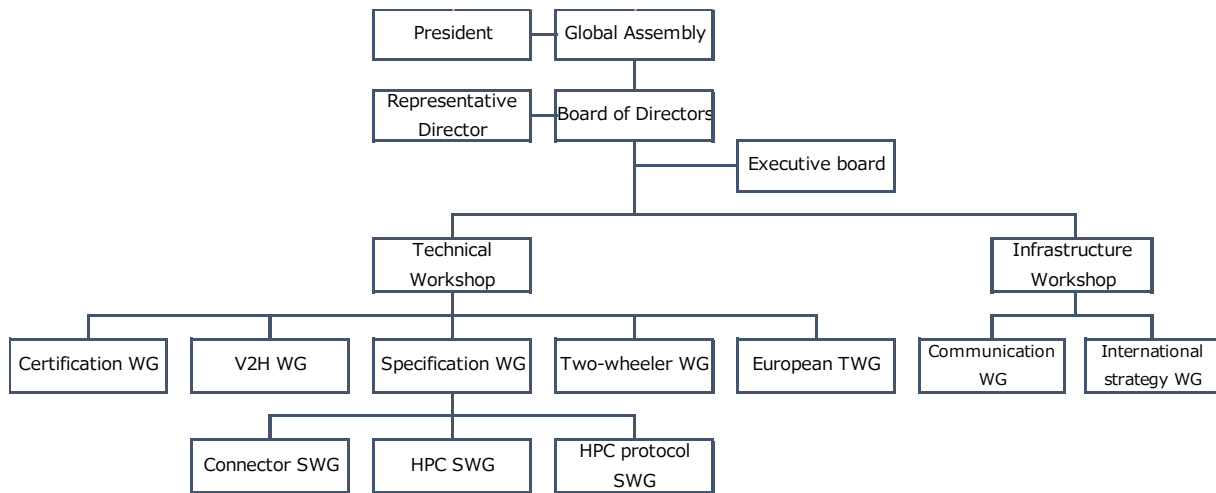 President
Global Assembly
Representative
Director
Board of Directors
Executive board
Technical
Workshop
Infrastructure
Workshop
Certification WG
V2H WG
Specification WG
Two-wheeler WG
European TWG
Communication
WG
International
strategy WG
Connector SWG
HPC SWG
HPC protocol
SWG